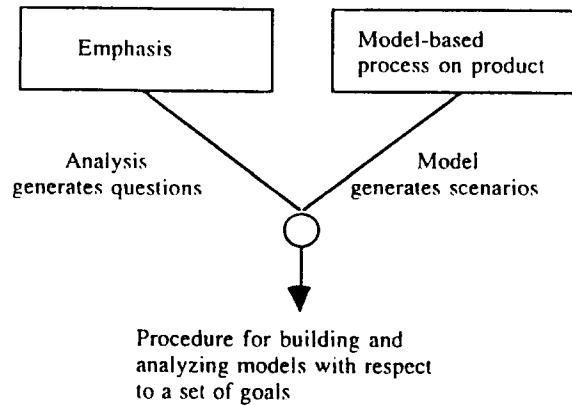 Emphasis
Model-based
process on product
Analysis
generates questions
Model
generates scenarios
Procedure for building and
analyzing models with respect
to a set of goals